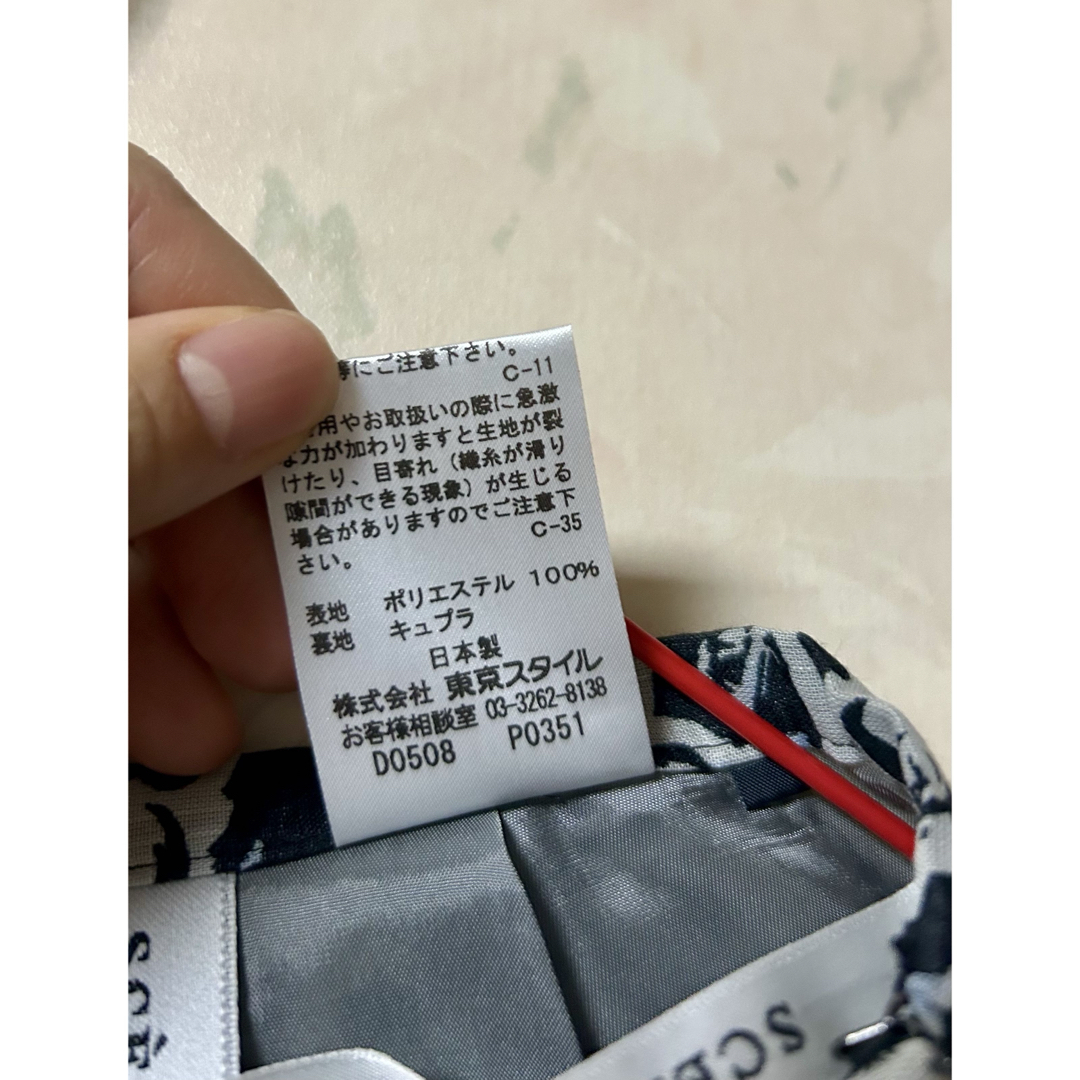 等にご注意下さい。
C-11
着用やお取扱いの際に急激
な力が加わりますと生地が裂
けたり、目寄れ（織糸が滑り
隙間ができる現象）が生じる
場合がありますのでご注意下
さい。
C-35
表地 ポリエステル 100%
裏地 キュプラ
日本製
株式会社 東京スタイル
お客様相談室 03-3262-8138
D0508 P0351